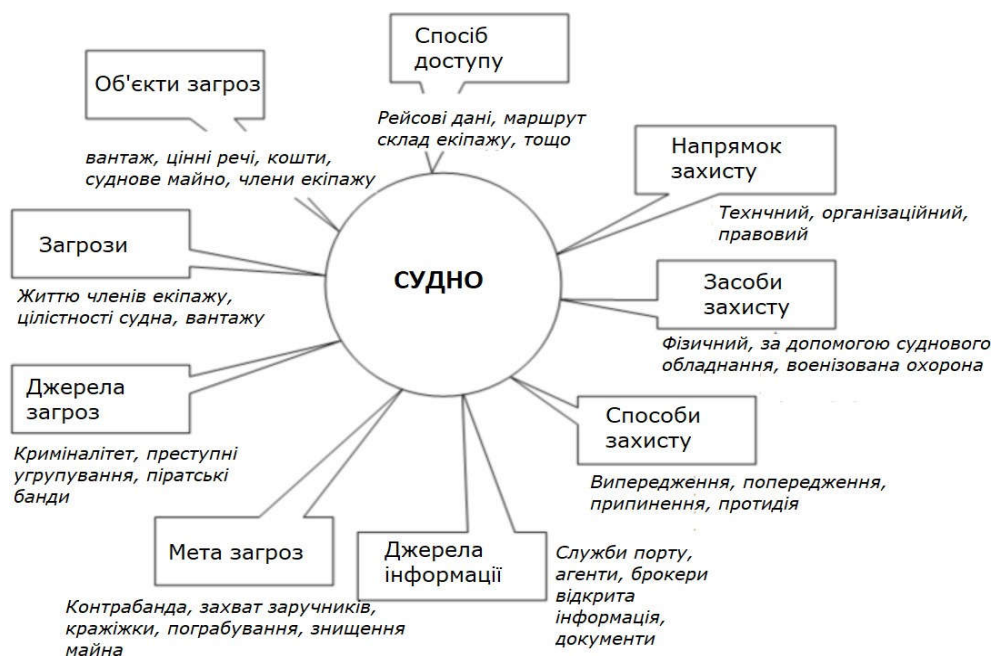 Спосіб
доступу
Рейсові дані, маршрут
склад екіпажу, тощо
Об'єкти загроз
вантаж, цінні речі, кошти,
суднове майно, члени екіпажу
Напрямок
захисту
Технчний, організаційний,
правовий
Загрози
Життю членів екіпажу,
цілістності судна, вантажу
СУДНО
Засоби
захисту
Фізичний, за допомогою суднового
обладнання, военізована охорона
Джерела
загроз
Криміналітет, преступні
угрупування, піратські
банди
Способи
захисту
Випередження, попередження,
припинення, протидія
Мета загроз
Контрабанда, захват заручників,
кражіжки, пограбування, знищення
майна
Джерела
інформації
Служби порту,
агенти, брокери
відкрита
інформація,
документи